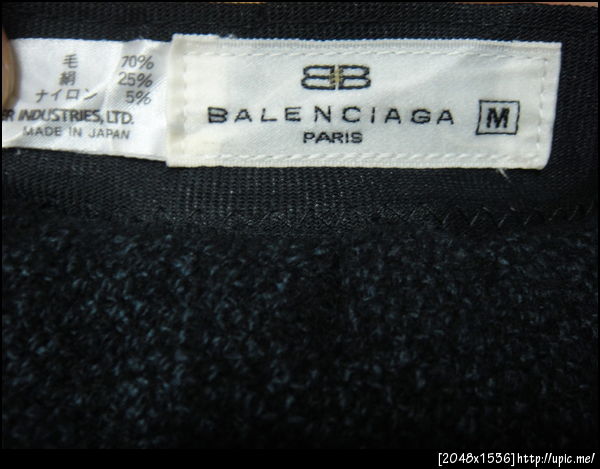 毛 70%
絹 25%
ナイロン 5%
ER INDUSTRIES, LTD.
MADE IN JAPAN
BB
BALENCIAGA M
PARIS
[2048x1536]http://upic.me/